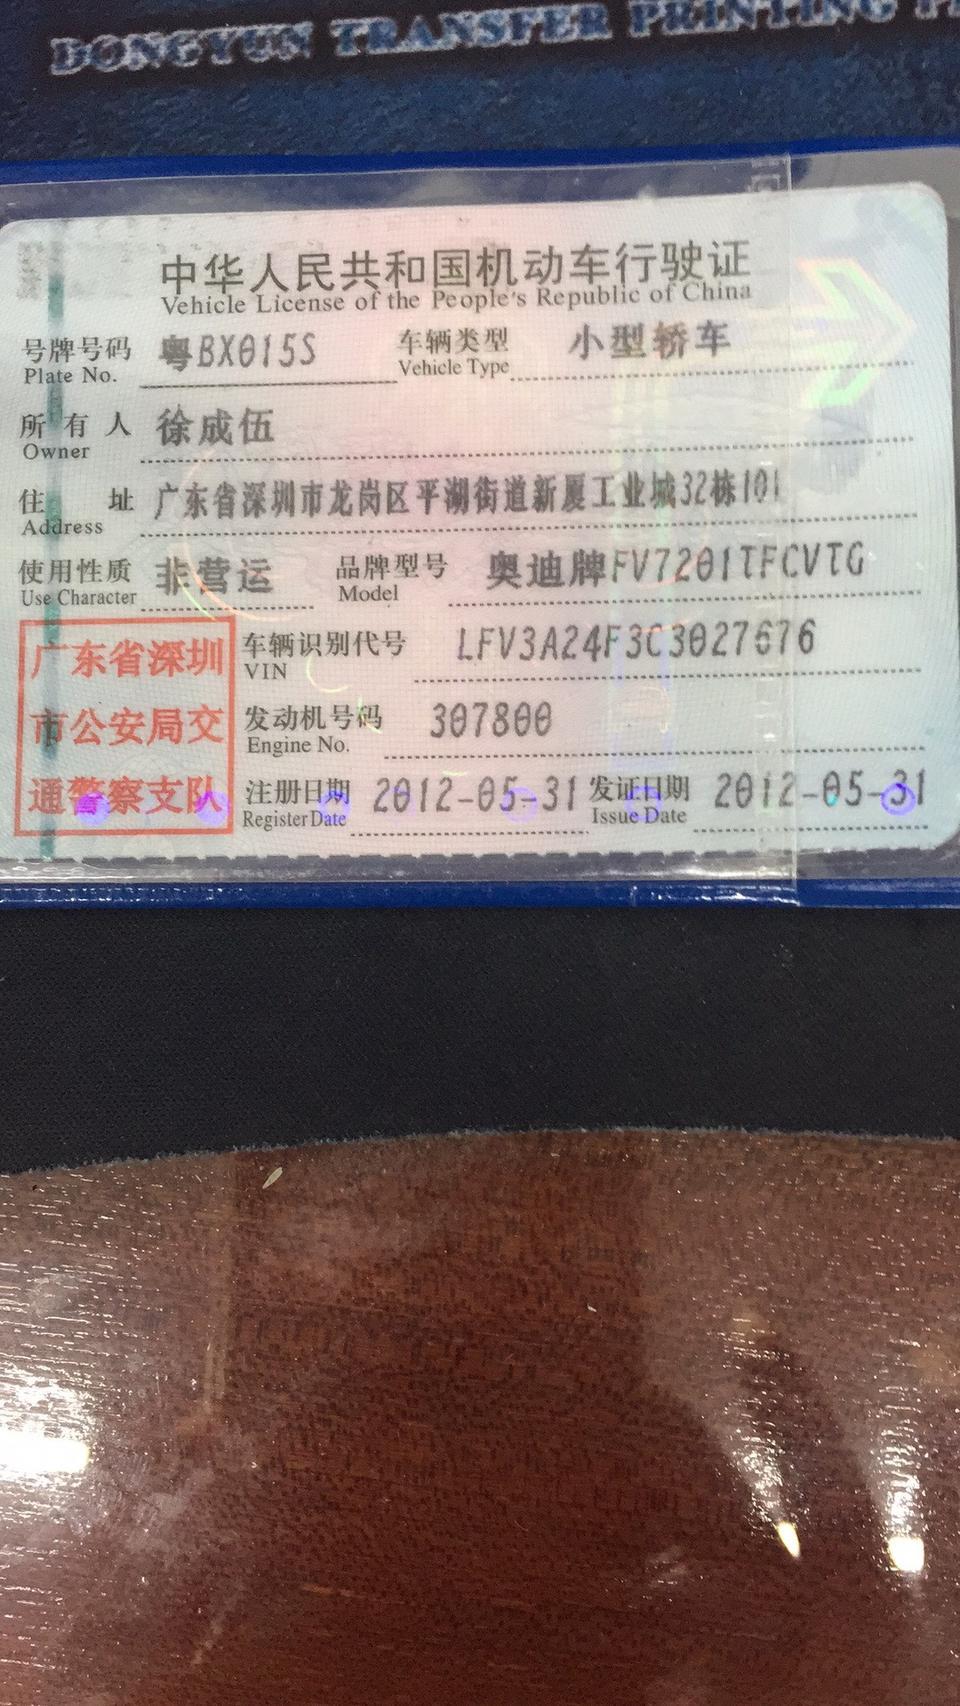 DONGYUN TRANSFER PRINTING
中华人民共和国机动车行驶证
Vehicle License of the People's Republic of China
号牌号码 粤BX015S 车辆类型 小型轿车
Plate No. Vehicle Type
所有人 徐成伍
Owner
住址 广东省深圳市龙岗区平湖街道新厦工业城32栋101
Address
使用性质 非营运 品牌型号 奥迪牌FV7201TFCVTG
Use Character Model
广东省深圳
市公安局交
通警察支队
车辆识别代号 LFV3A24F3C3027676
VIN
发动机号码 307800
Engine No.
注册日期 2012-05-31 发证日期 2012-05-31
Register Date Issue Date